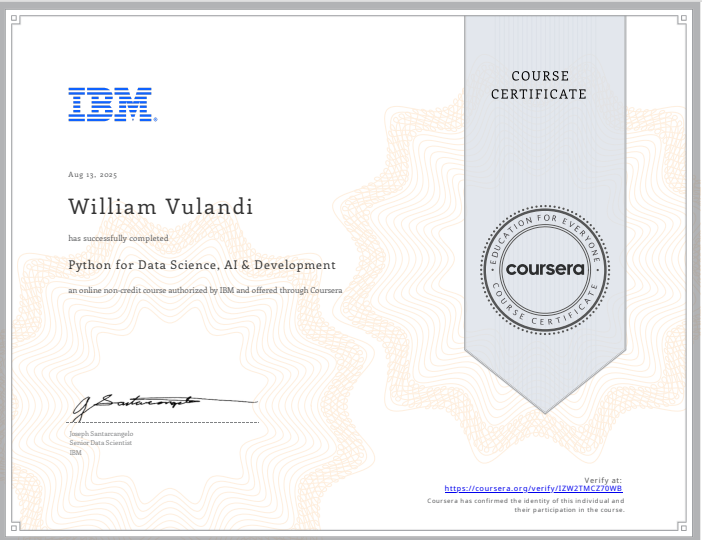 COURSE
CERTIFICATE
IBM®
Aug 13, 2025
William Vulandi
has successfully completed
Python for Data Science, AI & Development
an online non-credit course authorized by IBM and offered through Coursera
EDUCATION FOR EVERYONE
coursera
COURSE CERTIFICATE
J. Santarcangelo
Joseph Santarcangelo
Senior Data Scientist
IBM
Verify at:
https://coursera.org/verify/IZW2TMCZ70WB
Coursera has confirmed the identity of this individual and
their participation in the course.